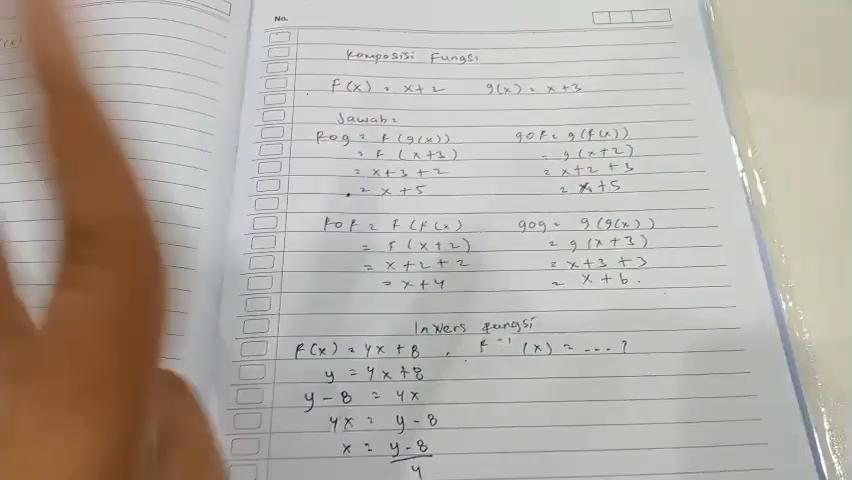 No.
Komposisi Fungsi
f(x) = x+2 g(x) = x+3
Jawab =
fog = f(g(x)) gof = g(f(x))
= f (x+3) = g(x+2)
= x+3+2 = x+2+3
= x+5 = x+5
fof = f(f(x) gog = g(g(x))
= f(x+2) = g(x+3)
= x+2+2 = x+3+3
= x+4 = x+6.
Invers fungsi
f(x) = 4x+8, f⁻¹(x) = ---?
y = 4x+8
y-8 = 4x
4x = y-8
x = y-8
4